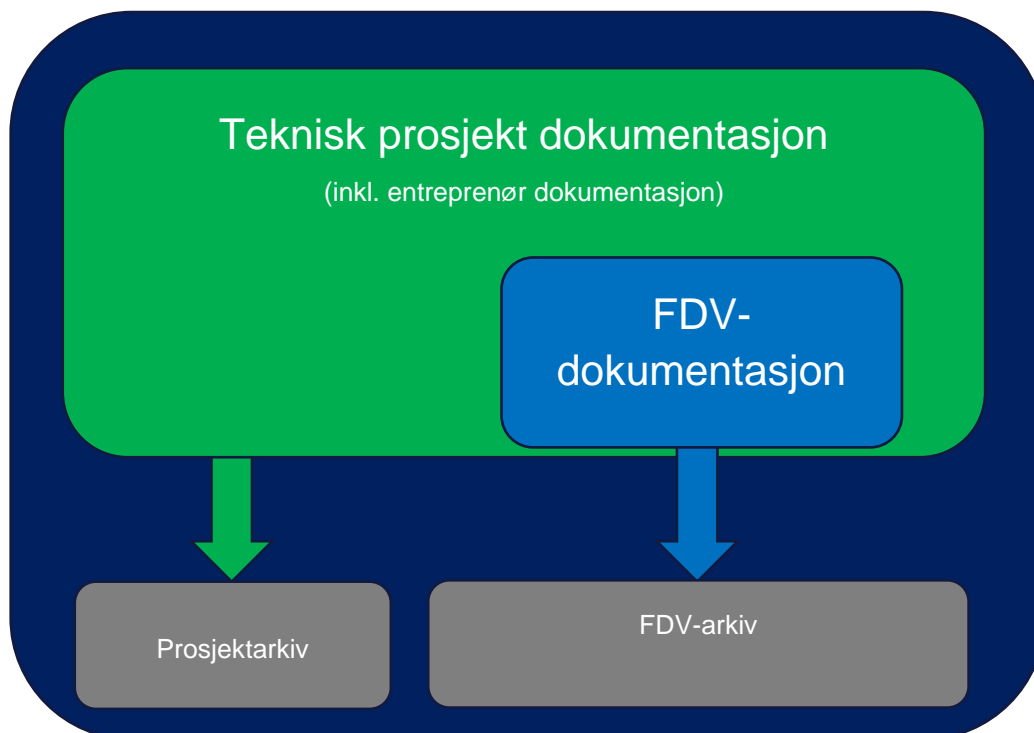 Teknisk prosjekt dokumentasjon
(inkl. entreprenør dokumentasjon)
FDV-
dokumentasjon
Prosjektarkiv
FDV-arkiv